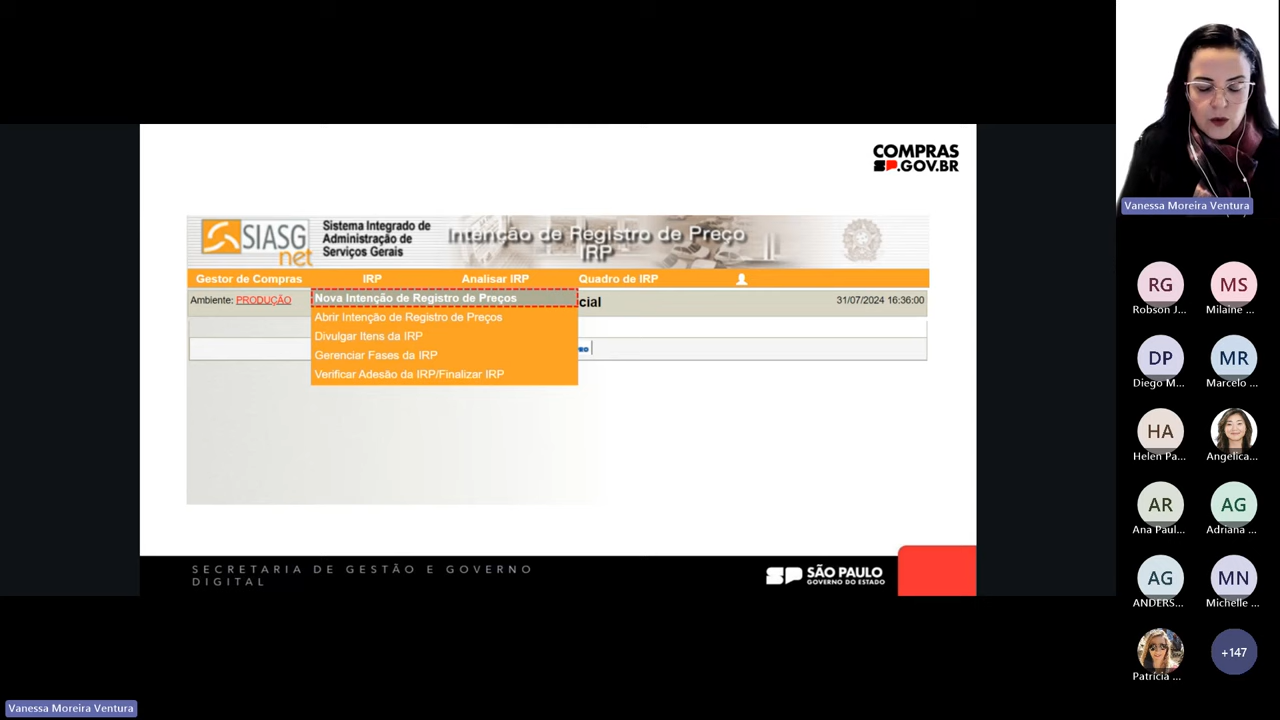 COMPRAS
SP.GOV.BR
SIASG
net
Sistema Integrado de
Administração de
Serviços Gerais
Intenção de Registro de Preço
IRP
Gestor de Compras
IRP
Analisar IRP
Quadro de IRP
Ambiente: PRODUÇÃO
cial
31/07/2024 16:36:00
Nova Intenção de Registro de Preços
Abrir Intenção de Registro de Preços
Divulgar Itens da IRP
Gerenciar Fases da IRP
Verificar Adesão da IRP/Finalizar IRP
SECRETARIA DE GESTÃO E GOVERNO
DIGITAL
SP SÃO PAULO
GOVERNO DO ESTADO
Vanessa Moreira Ventura
RG
Robson J...
MS
Milaine ...
DP
Diego M...
MR
Marcelo ...
HA
Helen Pa...
Angelica...
AR
Ana Paul...
AG
Adriana ...
AG
ANDERS...
MN
Michelle ...
Patrícia ...
+147
Vanessa Moreira Ventura